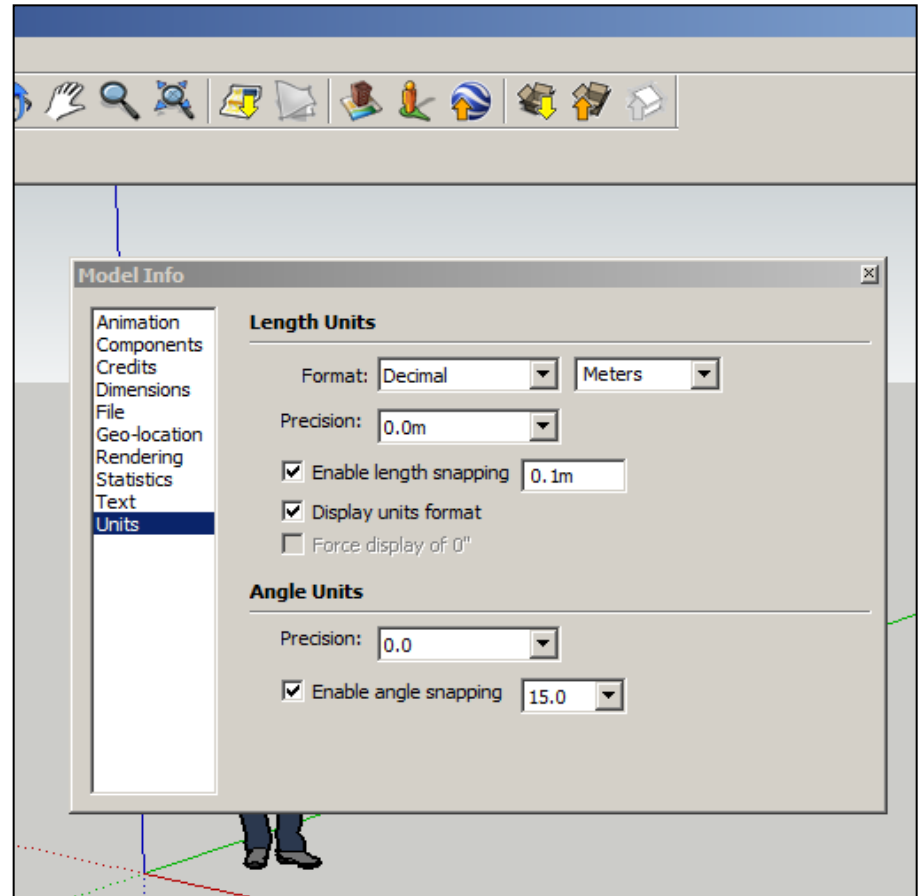 Model Info
Animation
Components
Credits
Dimensions
File
Geo-location
Rendering
Statistics
Text
Units
Length Units
Format: Decimal Meters
Precision: 0.0m
Enable length snapping 0.1m
Display units format
Force display of 0"
Angle Units
Precision: 0.0
Enable angle snapping 15.0